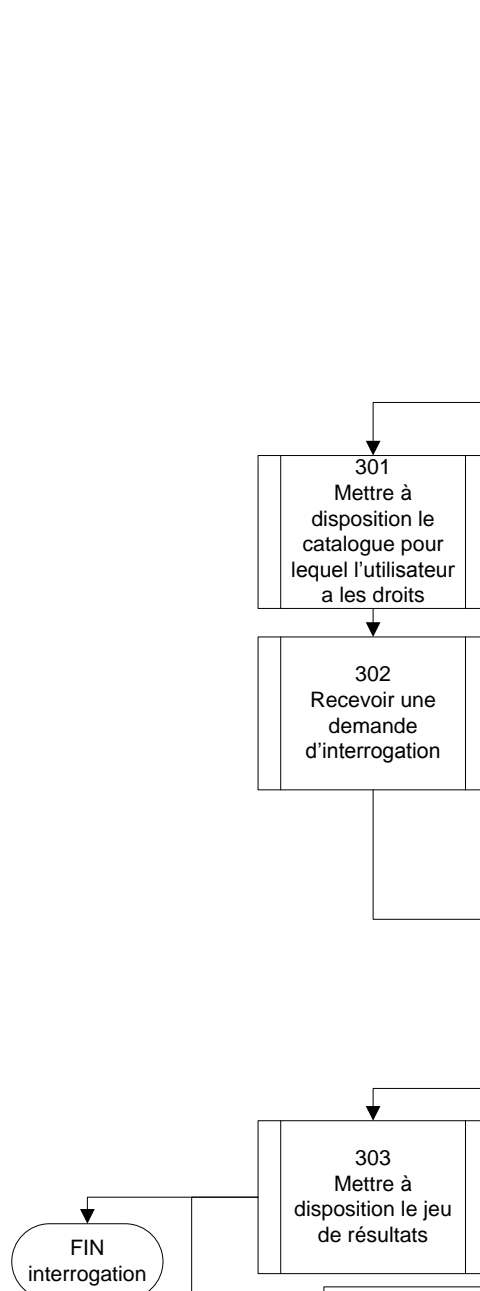 301
Mettre à
disposition le
catalogue pour
lequel l'utilisateur
a les droits
302
Recevoir une
demande
d'interrogation
303
Mettre à
disposition le jeu
de résultats
FIN
interrogation